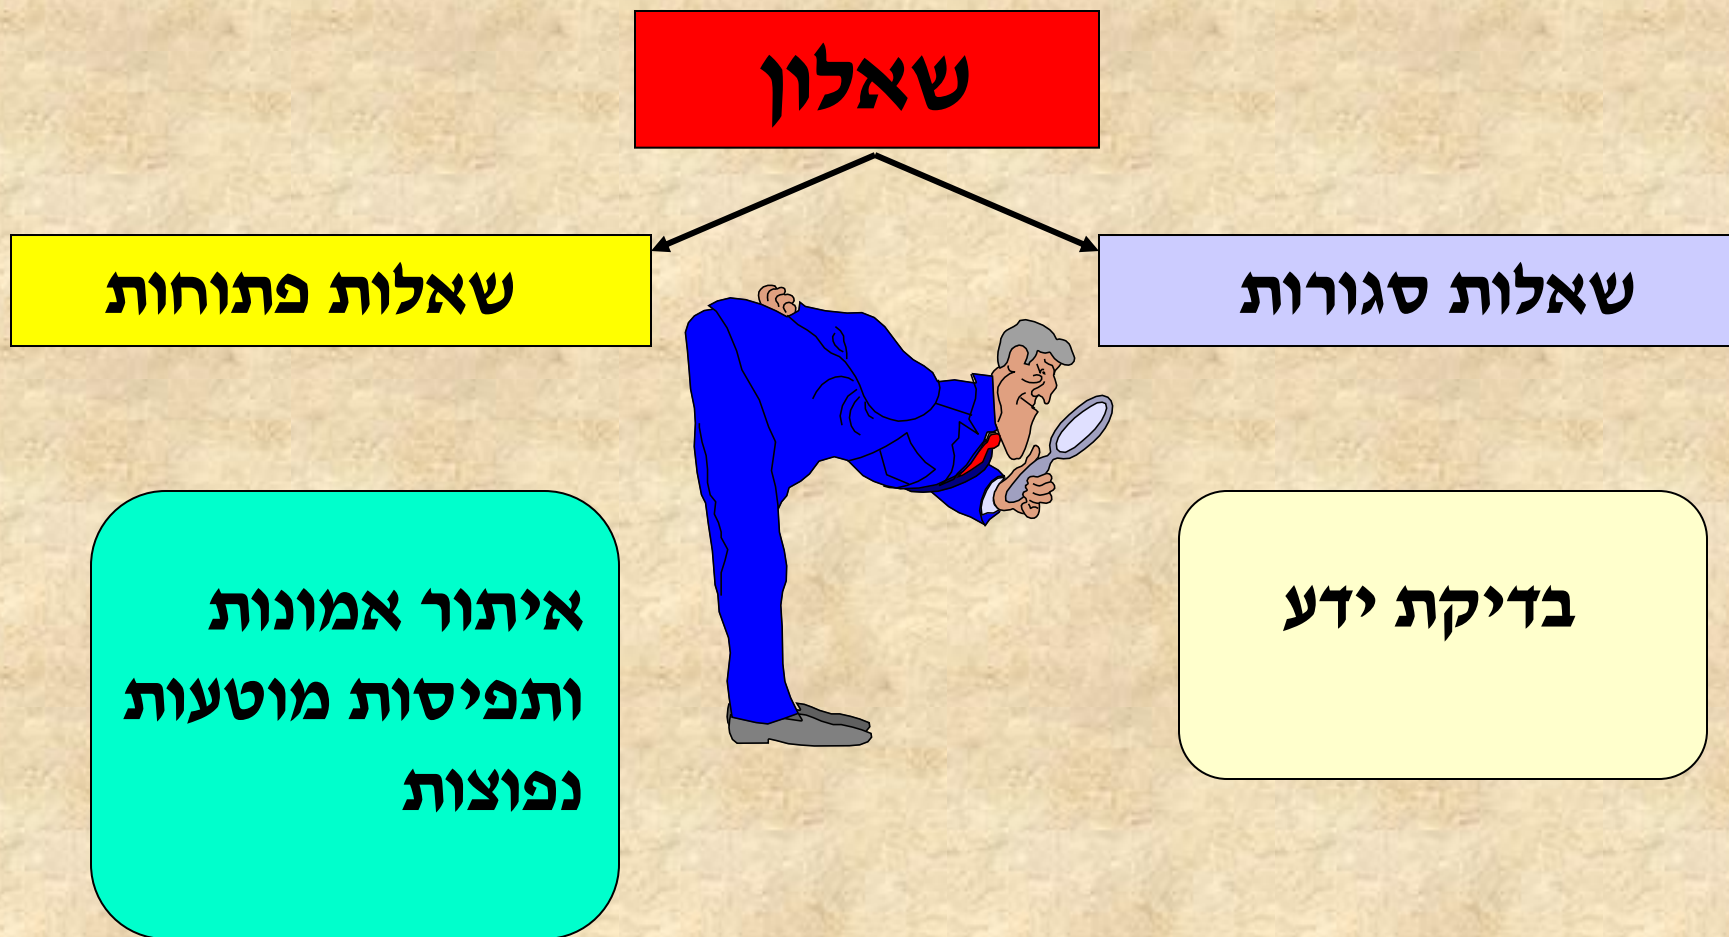 שאלון
שאלות סגורות
שאלות פתוחות
בדיקת ידע
איתור אמונות
ותפיסות מוטעות
נפוצות